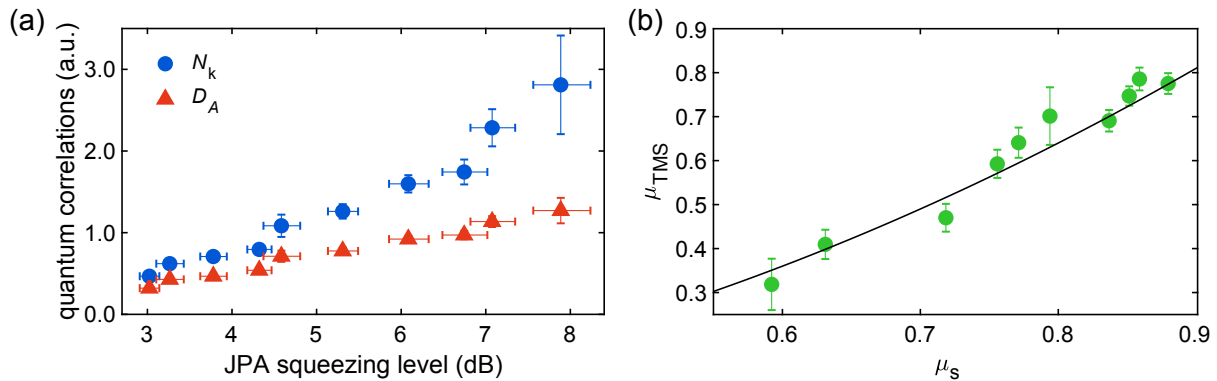 (a)
quantum correlations (a.u.)
3.0
2.0
1.0
0.0
N_k
D_A
3 4 5 6 7 8
JPA squeezing level (dB)
(b)
μ_TMS
0.9
0.8
0.7
0.6
0.5
0.4
0.3
0.6 0.7 0.8 0.9
μ_s